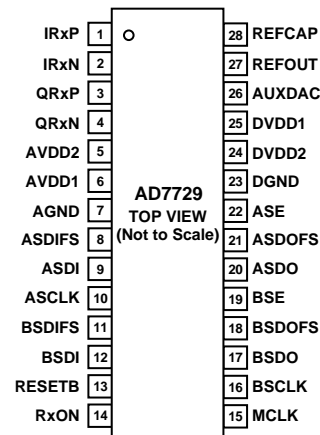 IRxP 1 28 REFCAP
IRxN 2 27 REFOUT
QRxP 3 26 AUXDAC
QRxN 4 25 DVDD1
AVDD2 5 24 DVDD2
AVDD1 6 23 DGND
AGND 7 22 ASE
ASDIFS 8 21 ASDOFS
ASDI 9 20 ASDO
ASCLK 10 19 BSE
BSDIFS 11 18 BSDOFS
BSDI 12 17 BSDO
RESETB 13 16 BSCLK
RxON 14 15 MCLK
AD7729
TOP VIEW
(Not to Scale)